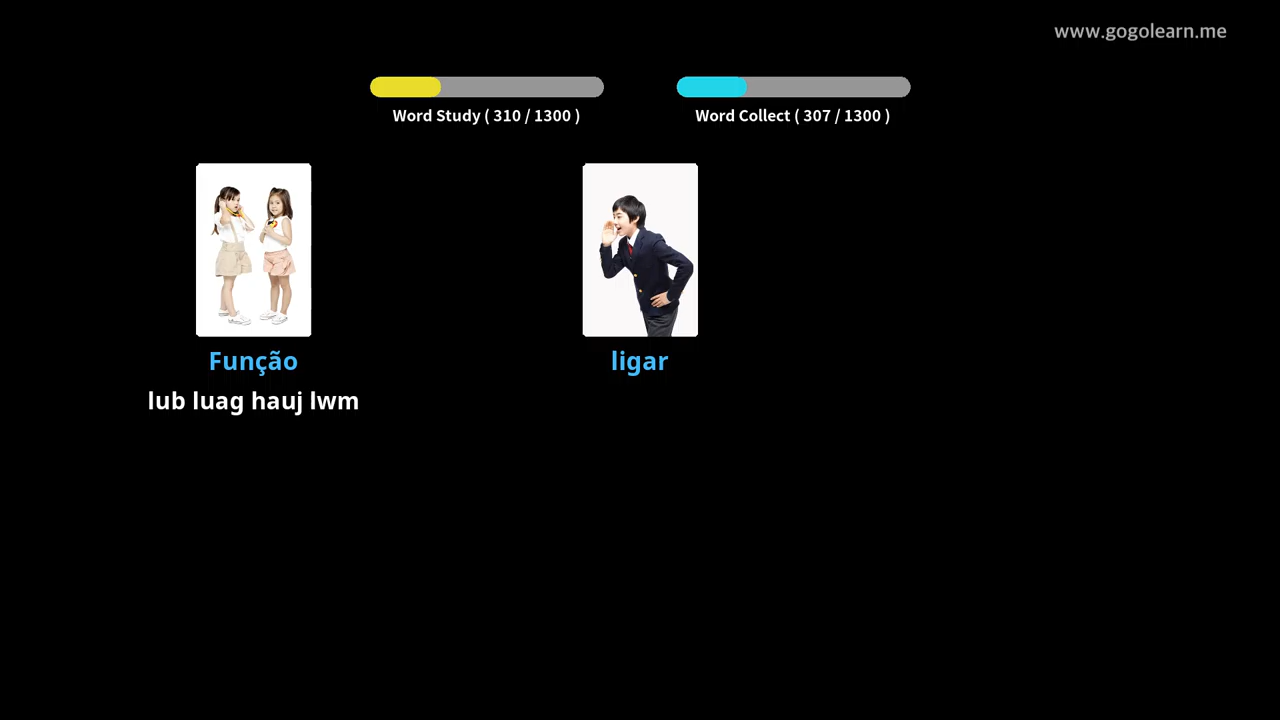 www.gogolearn.me
Word Study ( 310 / 1300 )
Word Collect ( 307 / 1300 )
Função
ligar
lub luag hauj lwm